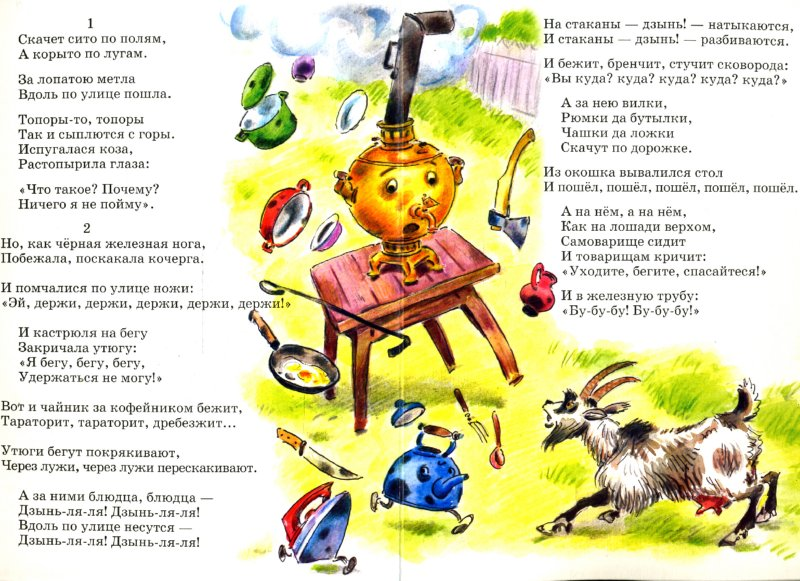 1
Скачет сито по полям,
А корыто по лугам.
За лопатою метла
Вдоль по улице пошла.
Топоры-то, топоры
Так и сыплются с горы.
Испугалася коза,
Растопырила глаза:
«Что такое? Почему?
Ничего я не пойму».
2
Но, как чёрная железная нога,
Побежала, поскакала кочерга.
И помчалися по улице ножи:
«Эй, держи, держи, держи, держи, держи!»
И кастрюля на бегу
Закричала утюгу:
«Я бегу, бегу, бегу,
Удержаться не могу!»
Вот и чайник за кофейником бежит,
Тараторит, тараторит, дребезжит...
Утюги бегут покрякивают,
Через лужи, через лужи перескакивают.
А за ними блюдца, блюдца —
Дзынь-ля-ля! Дзынь-ля-ля!
Вдоль по улице несутся —
Дзынь-ля-ля! Дзынь-ля-ля!
На стаканы — дзынь! — натыкаются,
И стаканы — дзынь! — разбиваются.
И бежит, бренчит, стучит сковорода:
«Вы куда? куда? куда? куда? куда?»
А за нею вилки,
Рюмки да бутылки,
Чашки да ложки
Скачут по дорожке.
Из окошка вывалился стол
И пошёл, пошёл, пошёл, пошёл, пошёл.
А на нём, а на нём,
Как на лошади верхом,
Самоварище сидит
И товарищам кричит:
«Уходите, бегите, спасайтеся!»
И в железную трубу:
«Бу-бу-бу! Бу-бу-бу!»